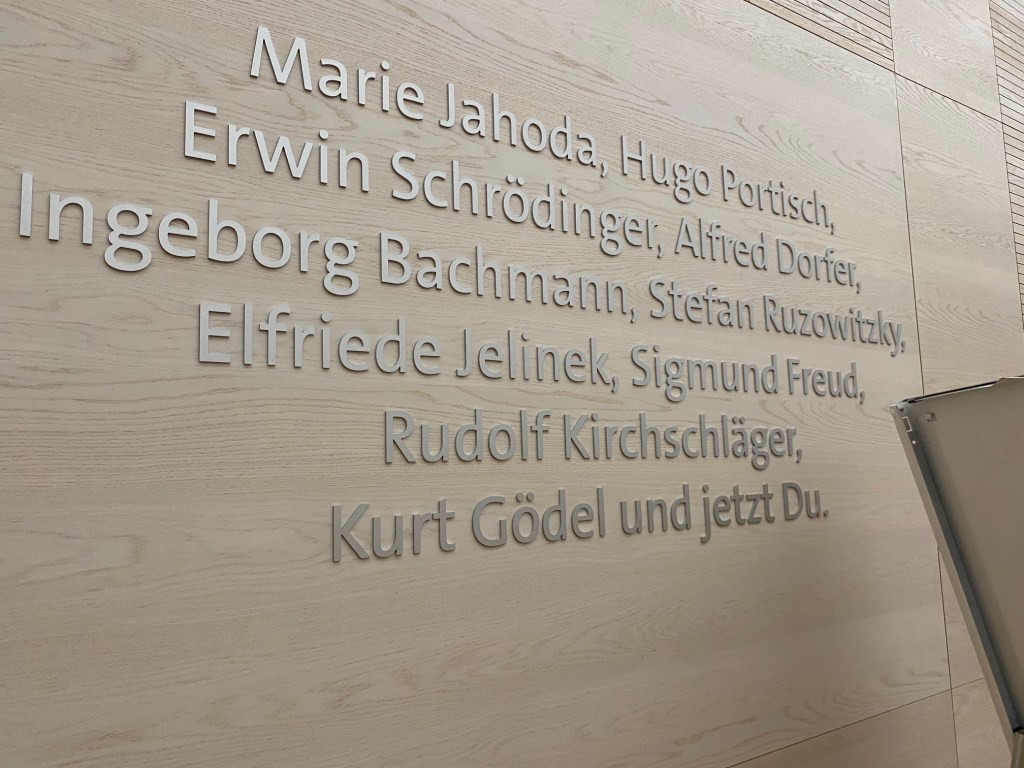 Marie Jahoda, Hugo Portisch,
Erwin Schrödinger, Alfred Dorfer,
Ingeborg Bachmann, Stefan Ruzowitzky,
Elfriede Jelinek, Sigmund Freud,
Rudolf Kirchschläger,
Kurt Gödel und jetzt Du.